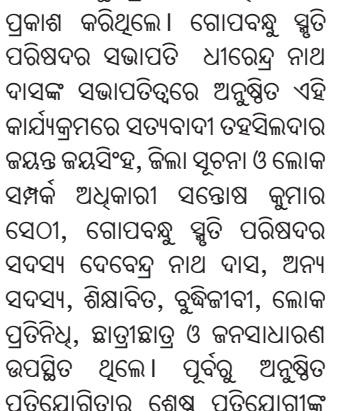 ପ୍ରକାଶ କରିଥିଲେ। ଗୋପବନ୍ଧୁ ସ୍ମୃତି
ପରିଷଦର ସଭାପତି ଧୀରେନ୍ଦ୍ର ନାଥ
ଦାସଙ୍କ ସଭାପତିତ୍ୱରେ ଅନୁଷ୍ଠିତ ଏହି
କାର୍ଯ୍ୟକ୍ରମରେ ସତ୍ୟବାଦୀ ତହସିଲଦାର
ଜୟନ୍ତ ଜୟସିଂହ, ଜିଲା ସୂଚନା ଓ ଲୋକ
ସମ୍ପର୍କ ଅଧିକାରୀ ସନ୍ତୋଷ କୁମାର
ସେଠୀ, ଗୋପବନ୍ଧୁ ସ୍ମୃତି ପରିଷଦର
ସଦସ୍ୟ ଦେବେନ୍ଦ୍ର ନାଥ ଦାସ, ଅନ୍ୟ
ସଦସ୍ୟ, ଶିକ୍ଷାବିତ, ବୁଦ୍ଧିଜୀବୀ, ଲୋକ
ପ୍ରତିନିଧି, ଛାତ୍ରୀଛାତ୍ର ଓ ଜନସାଧାରଣ
ଉପସ୍ଥିତ ଥିଲେ। ପୂର୍ବରୁ ଅନୁଷ୍ଠିତ
ପ୍ରତିଯୋଗିତାର ଶ୍ରେଷ୍ଠ ପ୍ରତିଯୋଗୀଙ୍କ